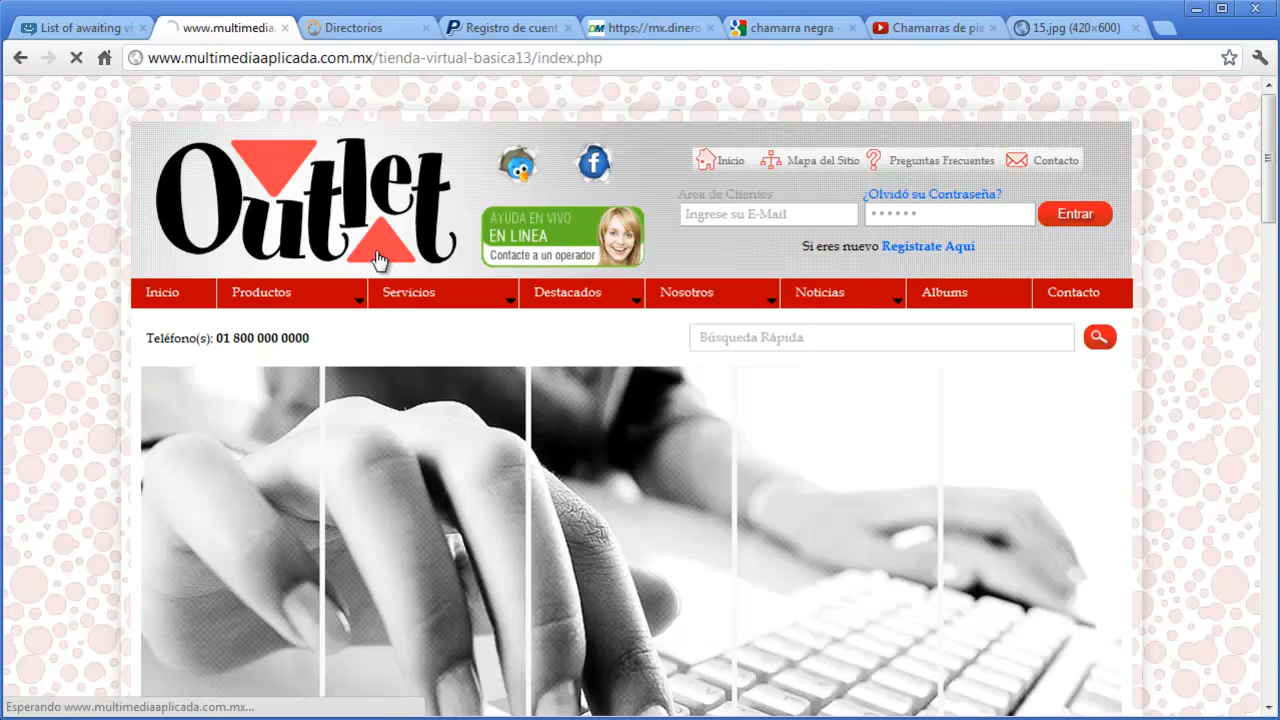 List of awaiting vi
www.multimedia
Directorios
Registro de cuent
https://mx.dinero
chamarra negra -
Chamarras de pie
15.jpg (420×600)
www.multimediaaplicada.com.mx/tienda-virtual-basica13/index.php
Outlet
Inicio
Mapa del Sitio
Preguntas Frecuentes
Contacto
Area de Clientes
¿Olvidó su Contraseña?
Ingrese su E-Mail
Entrar
Si eres nuevo Registrate Aquí
AYUDA EN VIVO
EN LINEA
Contacte a un operador
Inicio
Productos
Servicios
Destacados
Nosotros
Noticias
Albums
Contacto
Teléfono(s): 01 800 000 0000
Búsqueda Rápida
Esperando www.multimediaaplicada.com.mx...